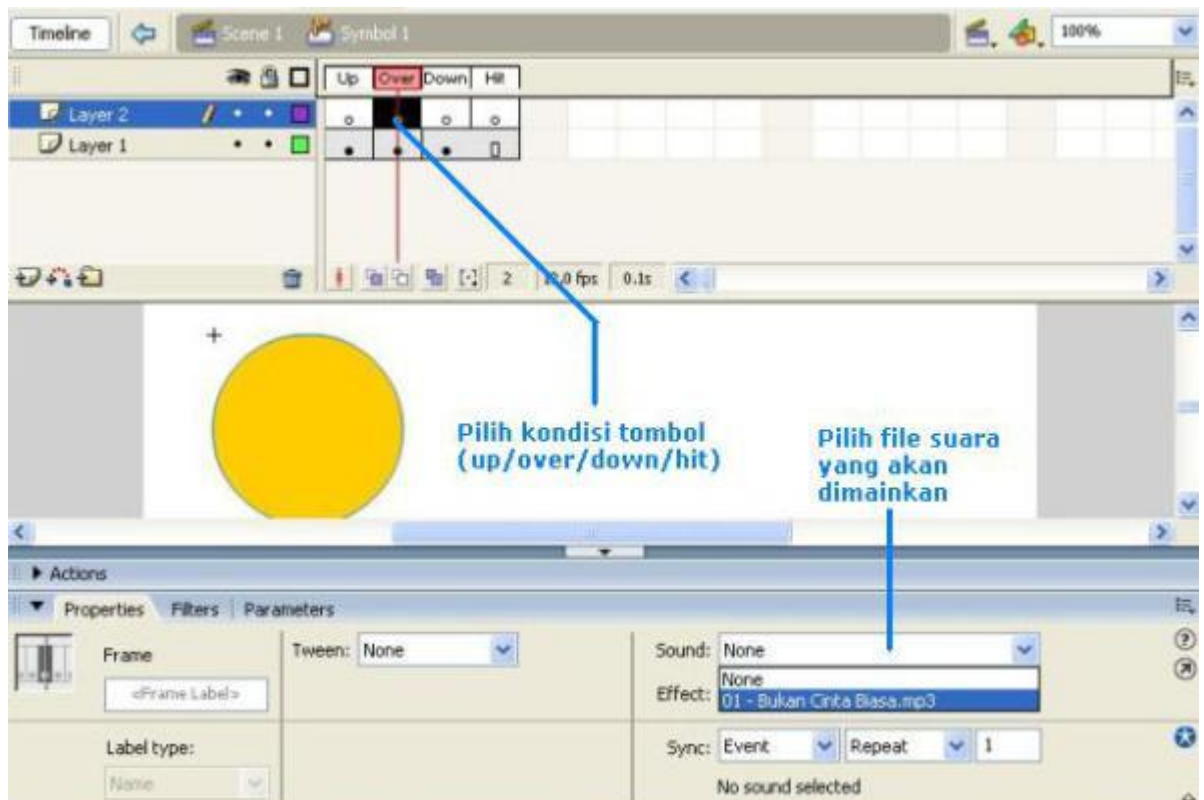 Timeline Scene 1 Symbol 1 100%
Up Over Down Hit
Layer 2
Layer 1
2 12.0 fps 0.1s
Pilih kondisi tombol
(up/over/down/hit)
Pilih file suara
yang akan
dimainkan
Actions
Properties Filters Parameters
Frame Tween: None Sound: None
<Frame Label> None
Effect: 01 - Bukan Cinta Biasa.mp3
Label type: Sync: Event Repeat 1
Name No sound selected